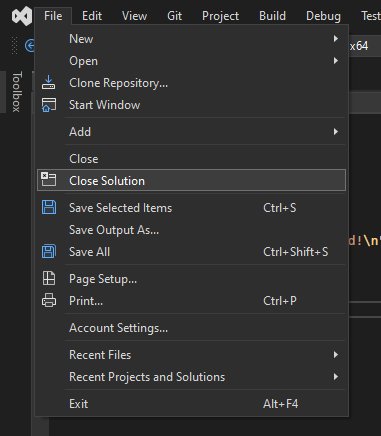 File Edit View Git Project Build Debug Test
x64
Toolbox
New
Open
Clone Repository...
Start Window
Add
Close
Close Solution
Save Selected Items Ctrl+S
Save Output As...
d!\n"
Save All Ctrl+Shift+S
Page Setup...
Print... Ctrl+P
Account Settings...
Recent Files
Recent Projects and Solutions
Exit Alt+F4